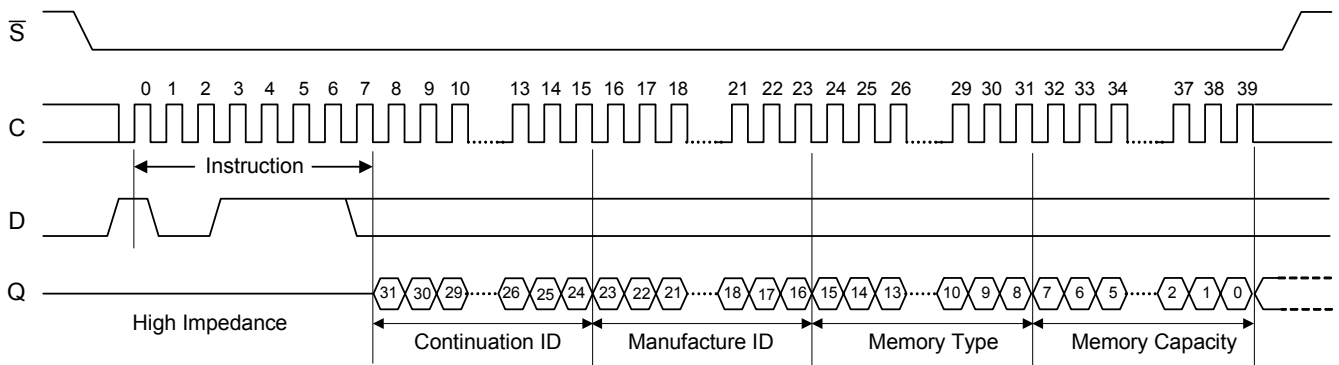 S
0 1 2 3 4 5 6 7 8 9 10 13 14 15 16 17 18 21 22 23 24 25 26 29 30 31 32 33 34 37 38 39
C
Instruction
D
Q
31 30 29 26 25 24 23 22 21 18 17 16 15 14 13 10 9 8 7 6 5 2 1 0
High Impedance
Continuation ID Manufacture ID Memory Type Memory Capacity